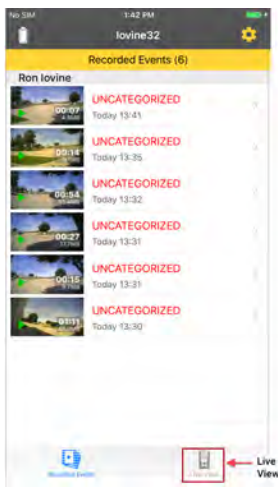 No SIM 1:42 PM
Iovine32
Recorded Events (6)
Ron Iovine
00:07
UNCATEGORIZED
Today 13:41
00:14
UNCATEGORIZED
Today 13:35
00:54
UNCATEGORIZED
Today 13:32
00:27
UNCATEGORIZED
Today 13:31
00:15
UNCATEGORIZED
Today 13:31
01:11
UNCATEGORIZED
Today 13:30
Recorded Events
Live View
Live
View